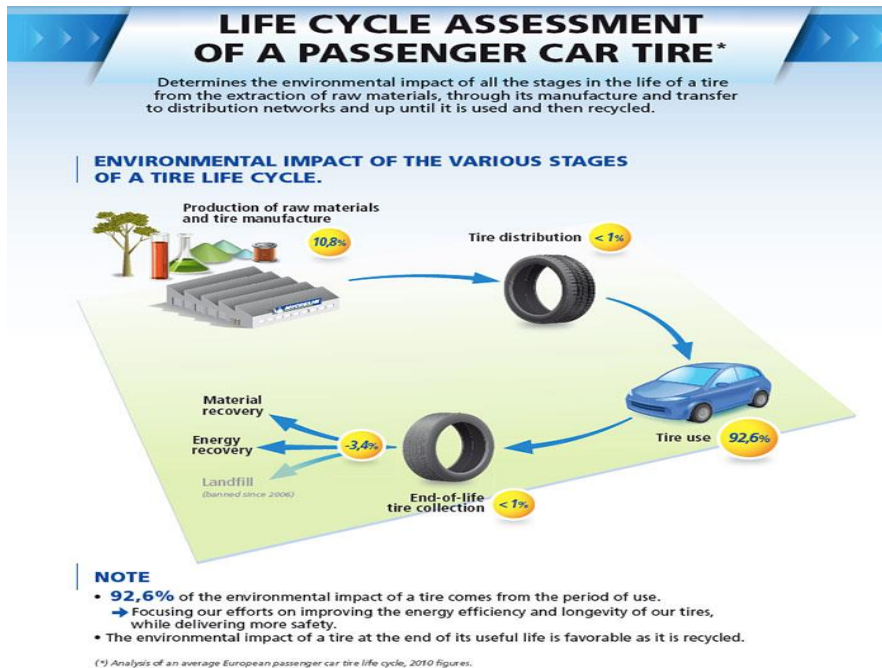 LIFE CYCLE ASSESSMENT
OF A PASSENGER CAR TIRE*
Determines the environmental impact of all the stages in the life of a tire
from the extraction of raw materials, through its manufacture and transfer
to distribution networks and up until it is used and then recycled.
ENVIRONMENTAL IMPACT OF THE VARIOUS STAGES
OF A TIRE LIFE CYCLE.
Production of raw materials
and tire manufacture
10,8%
Tire distribution
< 1%
MICHELIN
Tire use
92,6%
Material
recovery
Energy
recovery
-3,4%
Landfill
(banned since 2006)
End-of-life
tire collection
< 1%
NOTE
• 92,6% of the environmental impact of a tire comes from the period of use.
➔ Focusing our efforts on improving the energy efficiency and longevity of our tires,
while delivering more safety.
• The environmental impact of a tire at the end of its useful life is favorable as it is recycled.
(*) Analysis of an average European passenger car tire life cycle, 2010 figures.